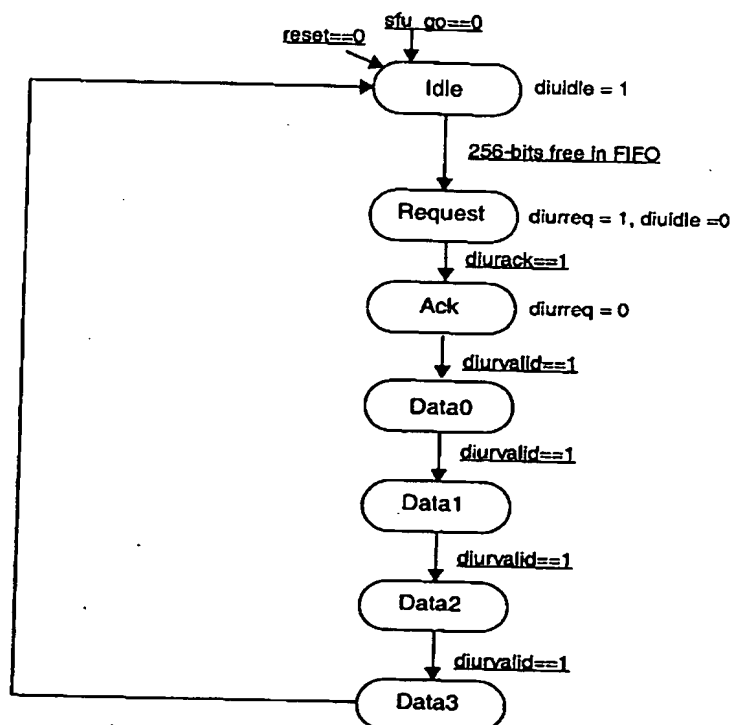 sfu_go==0
reset==0
Idle
diuidle = 1
256-bits free in FIFO
Request
diurreq = 1, diuidle =0
diurack==1
Ack
diurreq = 0
diurvalid==1
Data0
diurvalid==1
Data1
diurvalid==1
Data2
diurvalid==1
Data3